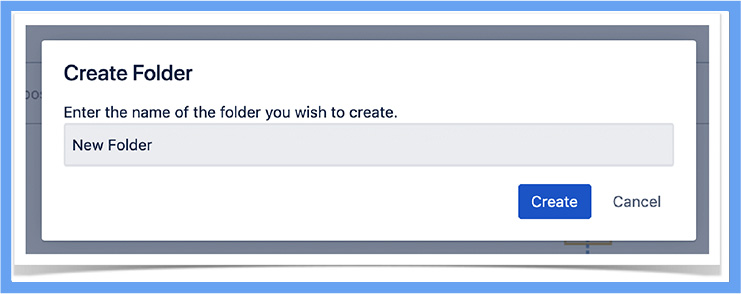 Create Folder
Enter the name of the folder you wish to create.
New Folder
Create Cancel